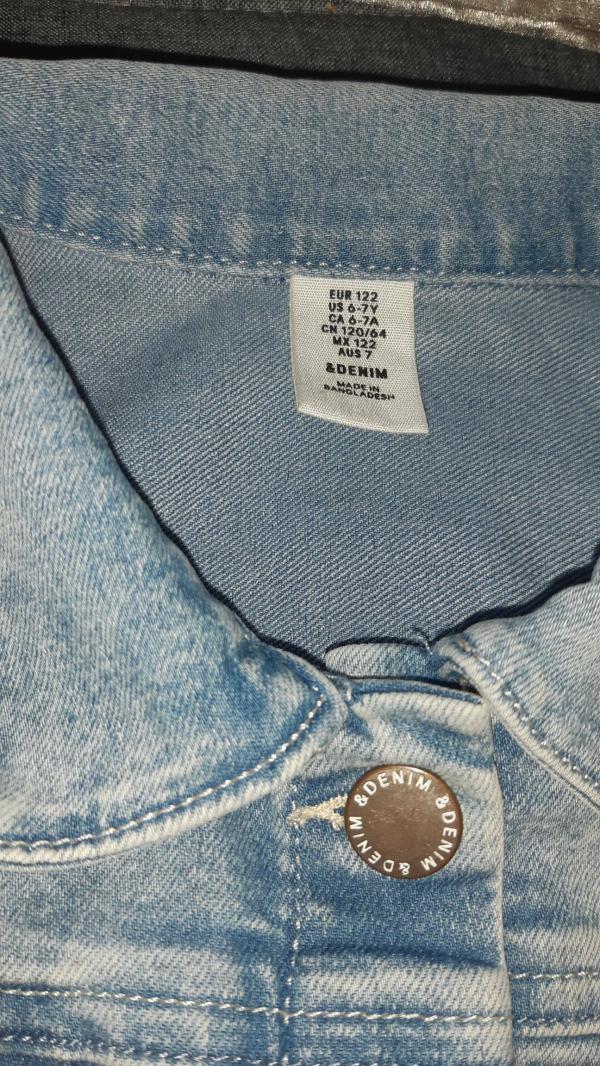 EUR 122
US 6-7Y
CA 6-7A
CN 120/64
MX 122
AUS 7
&DENIM
MADE IN
BANGLADESH
&DENIM &DENIM &DENIM